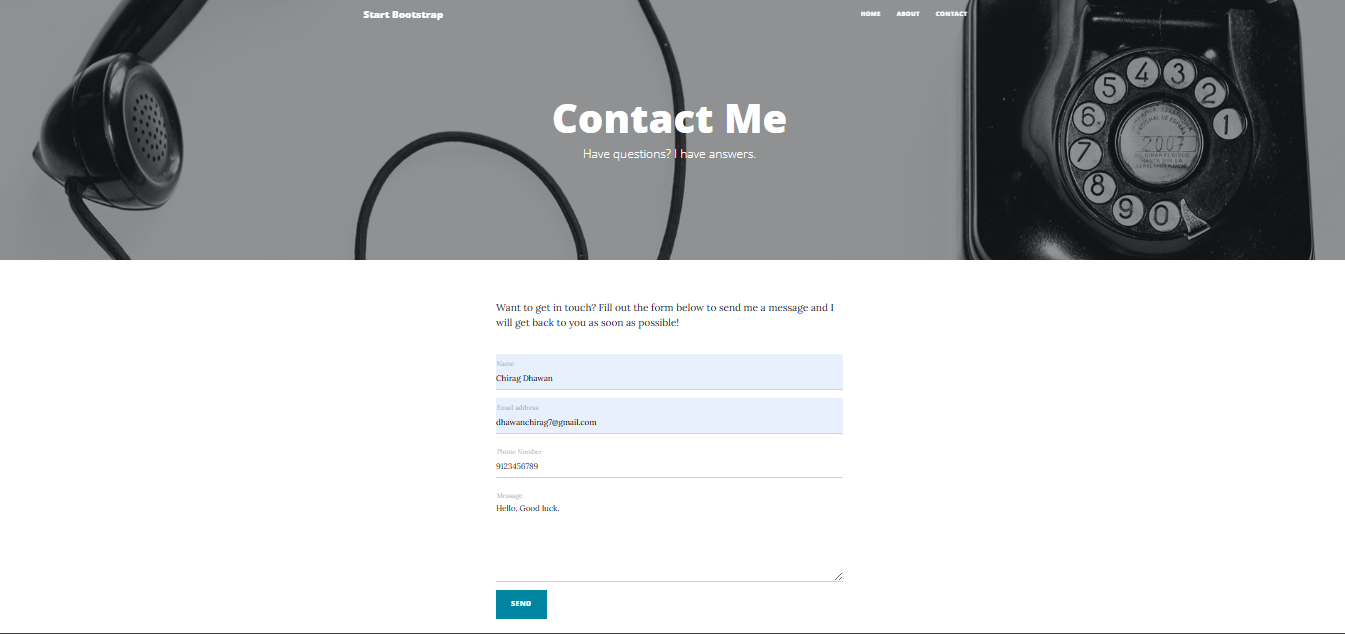 Start Bootstrap
HOME ABOUT CONTACT
Contact Me
Have questions? I have answers.
5 4 3 2 1 6 7 8 9 0
2007
Want to get in touch? Fill out the form below to send me a message and I
will get back to you as soon as possible!
Name
Chirag Dhawan
Email address
dhawanchirag7@gmail.com
Phone Number
9123456789
Message
Hello, Good luck.
SEND